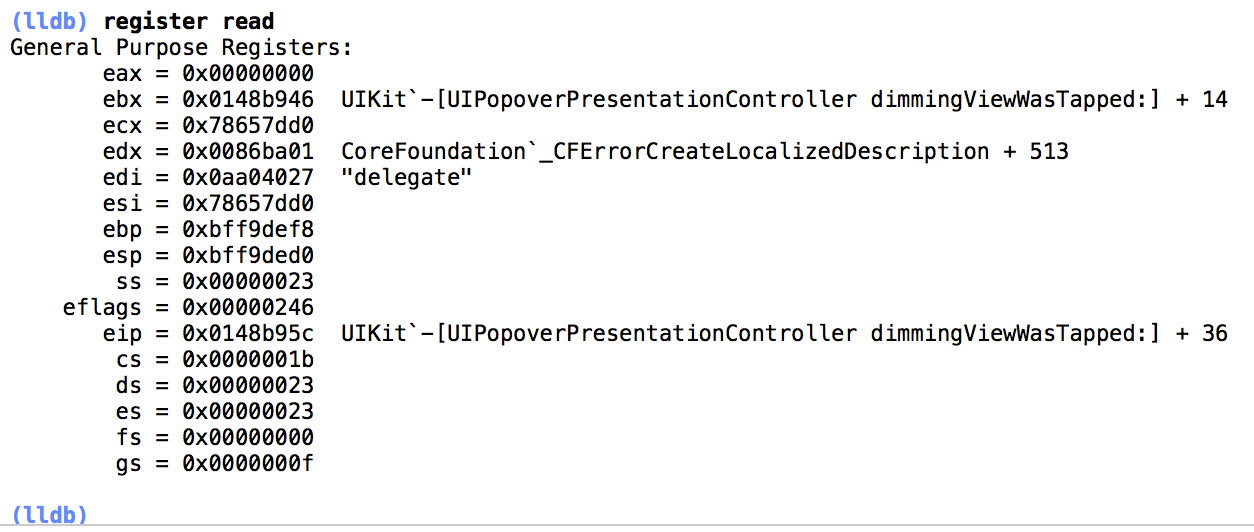 (lldb) register read
General Purpose Registers:
       eax = 0x00000000
       ebx = 0x0148b946  UIKit`-[UIPopoverPresentationController dimmingViewWasTapped:] + 14
       ecx = 0x78657dd0
       edx = 0x0086ba01  CoreFoundation`_CFErrorCreateLocalizedDescription + 513
       edi = 0x0aa04027  "delegate"
       esi = 0x78657dd0
       ebp = 0xbff9def8
       esp = 0xbff9ded0
        ss = 0x00000023
    eflags = 0x00000246
       eip = 0x0148b95c  UIKit`-[UIPopoverPresentationController dimmingViewWasTapped:] + 36
        cs = 0x0000001b
        ds = 0x00000023
        es = 0x00000023
        fs = 0x00000000
        gs = 0x0000000f
(lldb)